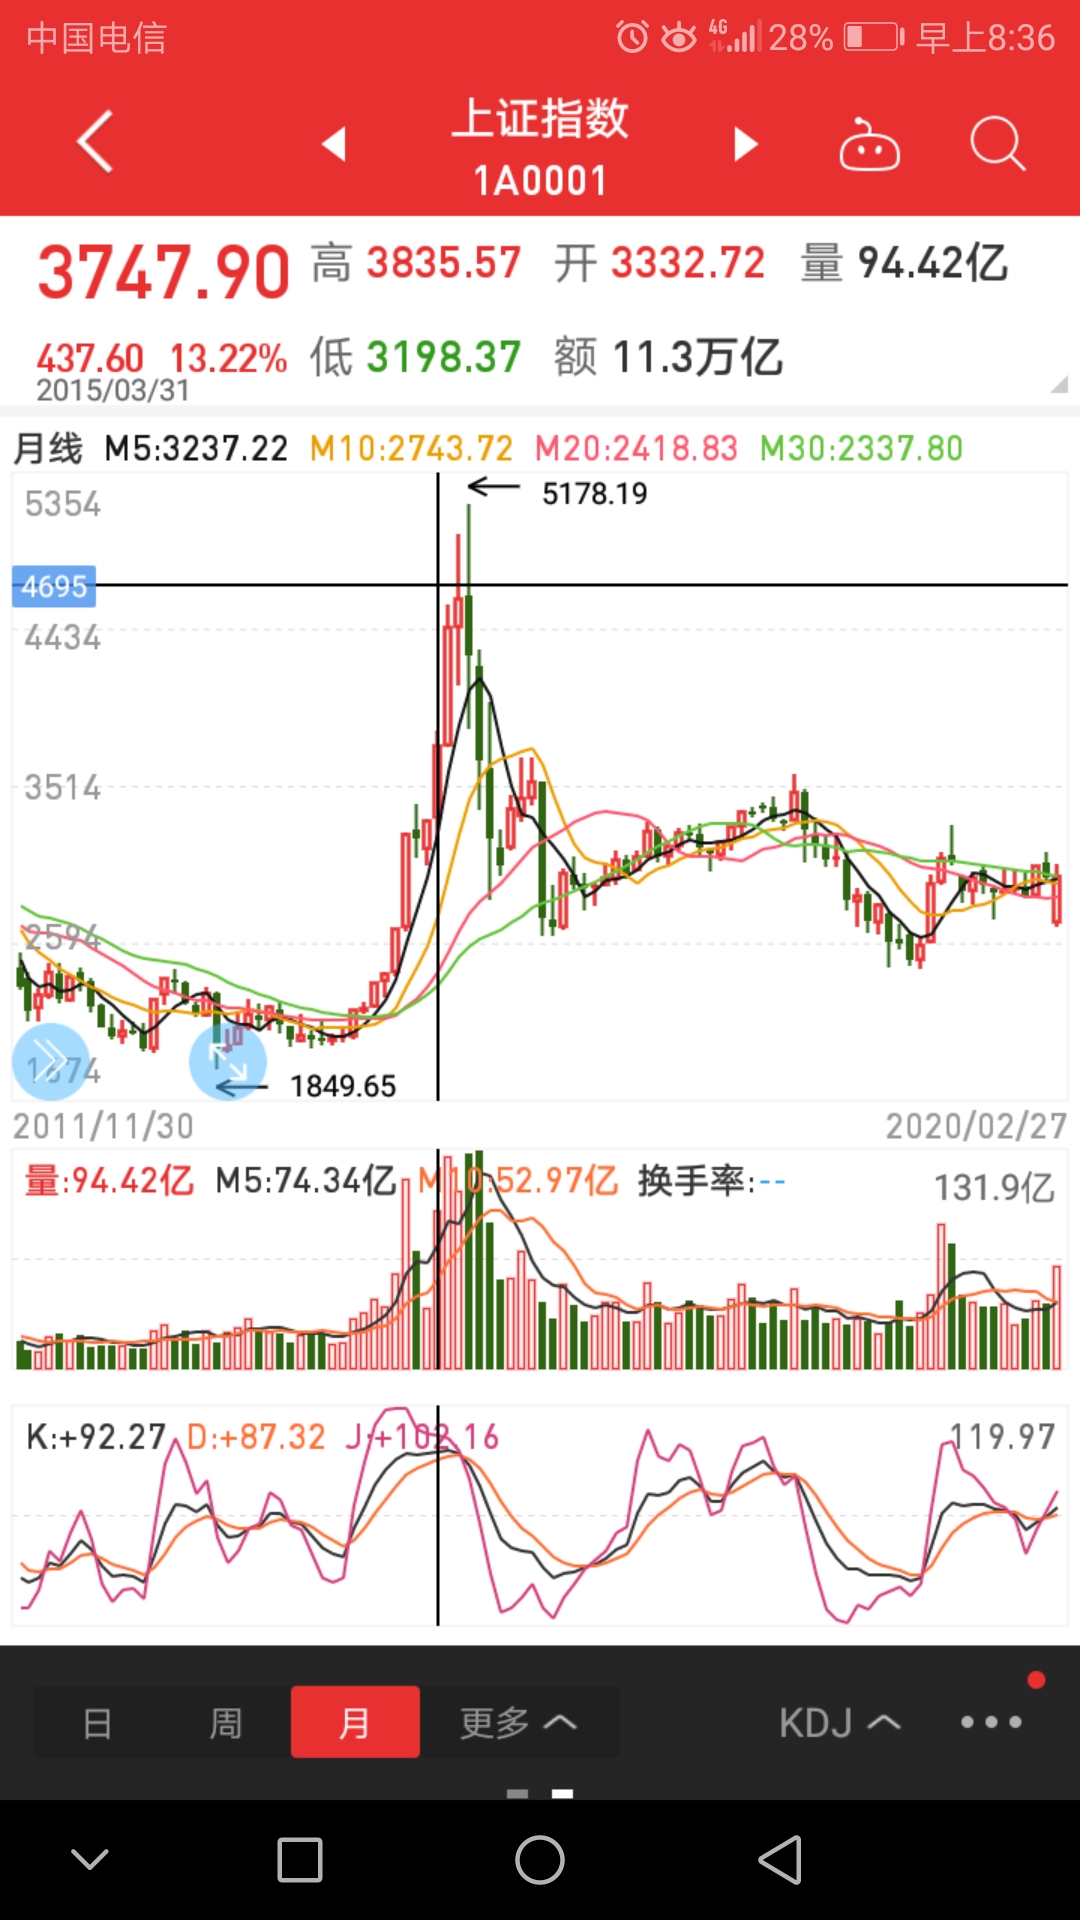 中国电信 4G 28% 早上8:36
上证指数
1A0001
3747.90 高 3835.57 开 3332.72 量 94.42亿
437.60 13.22% 低 3198.37 额 11.3万亿
2015/03/31
月线 M5:3237.22 M10:2743.72 M20:2418.83 M30:2337.80
5354
5178.19
4695
4434
3514
2594
1674
1849.65
2011/11/30 2020/02/27
量:94.42亿 M5:74.34亿 M10:52.97亿 换手率:-- 131.9亿
K:+92.27 D:+87.32 J:+102.16 119.97
日 周 月 更多 KDJ